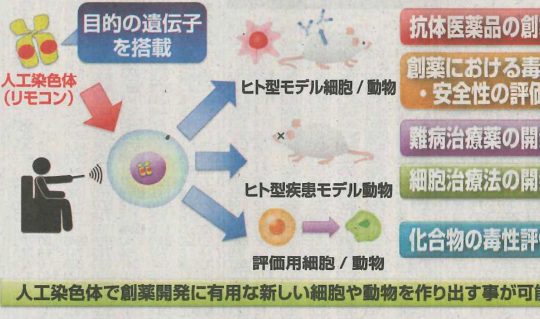 目的の遺伝子
を搭載
人工染色体
(リモコン)
ヒト型モデル細胞 / 動物
ヒト型疾患モデル動物
評価用細胞 / 動物
抗体医薬品の創
創薬における毒
・安全性の評価
難病治療薬の開
細胞治療法の開
化合物の毒性評
人工染色体で創薬開発に有用な新しい細胞や動物を作り出す事が可能